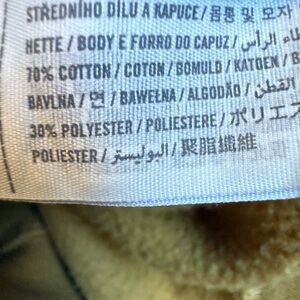 STŘEDNÍHO DÍLU A KAPUCE / 몸통 및 모자
HETTE / BODY E FORRO DO CAPUZ / الرأس
70% COTTON / COTON / BOMULD / KATOEN /
BAVLNA / 면 / BAWEŁNA / ALGODÃO / القطن /
30% POLYESTER / POLIESTERE / ポリエス
POLIESTER / البوليستر / 聚脂纖維